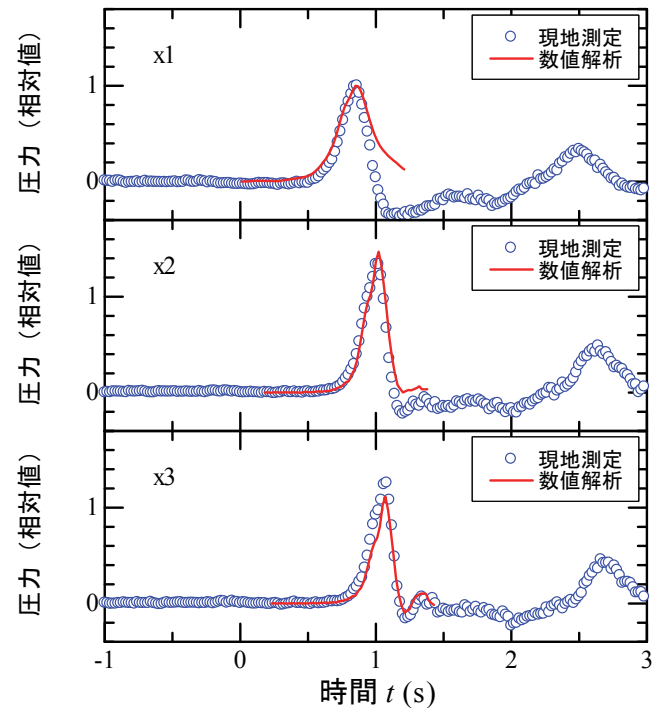 x1
現地測定
数値解析
圧力（相対値）
1
0
x2
現地測定
数値解析
圧力（相対値）
1
0
x3
現地測定
数値解析
圧力（相対値）
1
0
-1 0 1 2 3
時間 t (s)